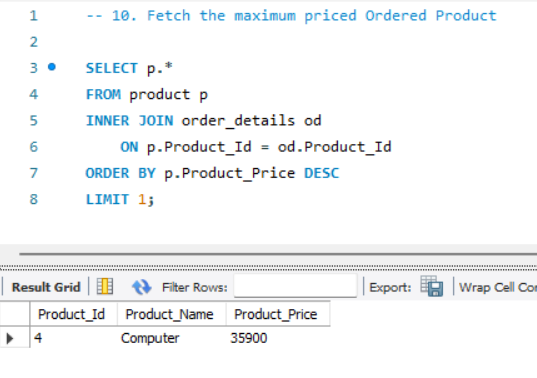 1 -- 10. Fetch the maximum priced Ordered Product
2
3 SELECT p.*
4 FROM product p
5 INNER JOIN order_details od
6 ON p.Product_Id = od.Product_Id
7 ORDER BY p.Product_Price DESC
8 LIMIT 1;
Result Grid Filter Rows: Export: Wrap Cell Con
Product_Id Product_Name Product_Price
4 Computer 35900